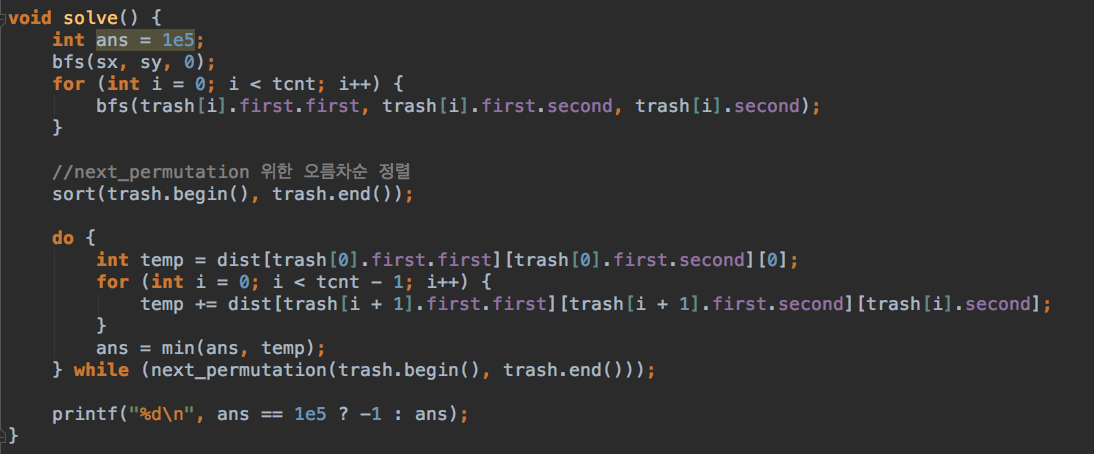 void solve() {
    int ans = 1e5;
    bfs(sx, sy, 0);
    for (int i = 0; i < tcnt; i++) {
        bfs(trash[i].first.first, trash[i].first.second, trash[i].second);
    }
    //next_permutation 위한 오름차순 정렬
    sort(trash.begin(), trash.end());
    do {
        int temp = dist[trash[0].first.first][trash[0].first.second][0];
        for (int i = 0; i < tcnt - 1; i++) {
            temp += dist[trash[i + 1].first.first][trash[i + 1].first.second][trash[i].second];
        }
        ans = min(ans, temp);
    } while (next_permutation(trash.begin(), trash.end()));
    printf("%d\n", ans == 1e5 ? -1 : ans);
}